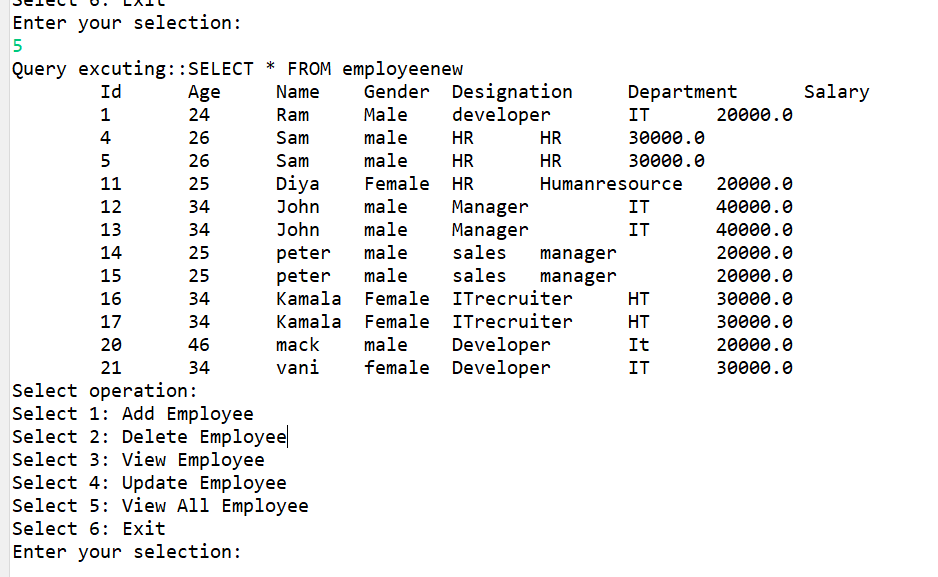 Select 6: Exit
Enter your selection:
5
Query excuting::SELECT * FROM employeenew
Id Age Name Gender Designation Department Salary
1 24 Ram Male developer IT 20000.0
4 26 Sam male HR HR 30000.0
5 26 Sam male HR HR 30000.0
11 25 Diya Female HR Humanresource 20000.0
12 34 John male Manager IT 40000.0
13 34 John male Manager IT 40000.0
14 25 peter male sales manager 20000.0
15 25 peter male sales manager 20000.0
16 34 Kamala Female ITrecruiter HT 30000.0
17 34 Kamala Female ITrecruiter HT 30000.0
20 46 mack male Developer It 20000.0
21 34 vani female Developer IT 30000.0
Select operation:
Select 1: Add Employee
Select 2: Delete Employee
Select 3: View Employee
Select 4: Update Employee
Select 5: View All Employee
Select 6: Exit
Enter your selection: